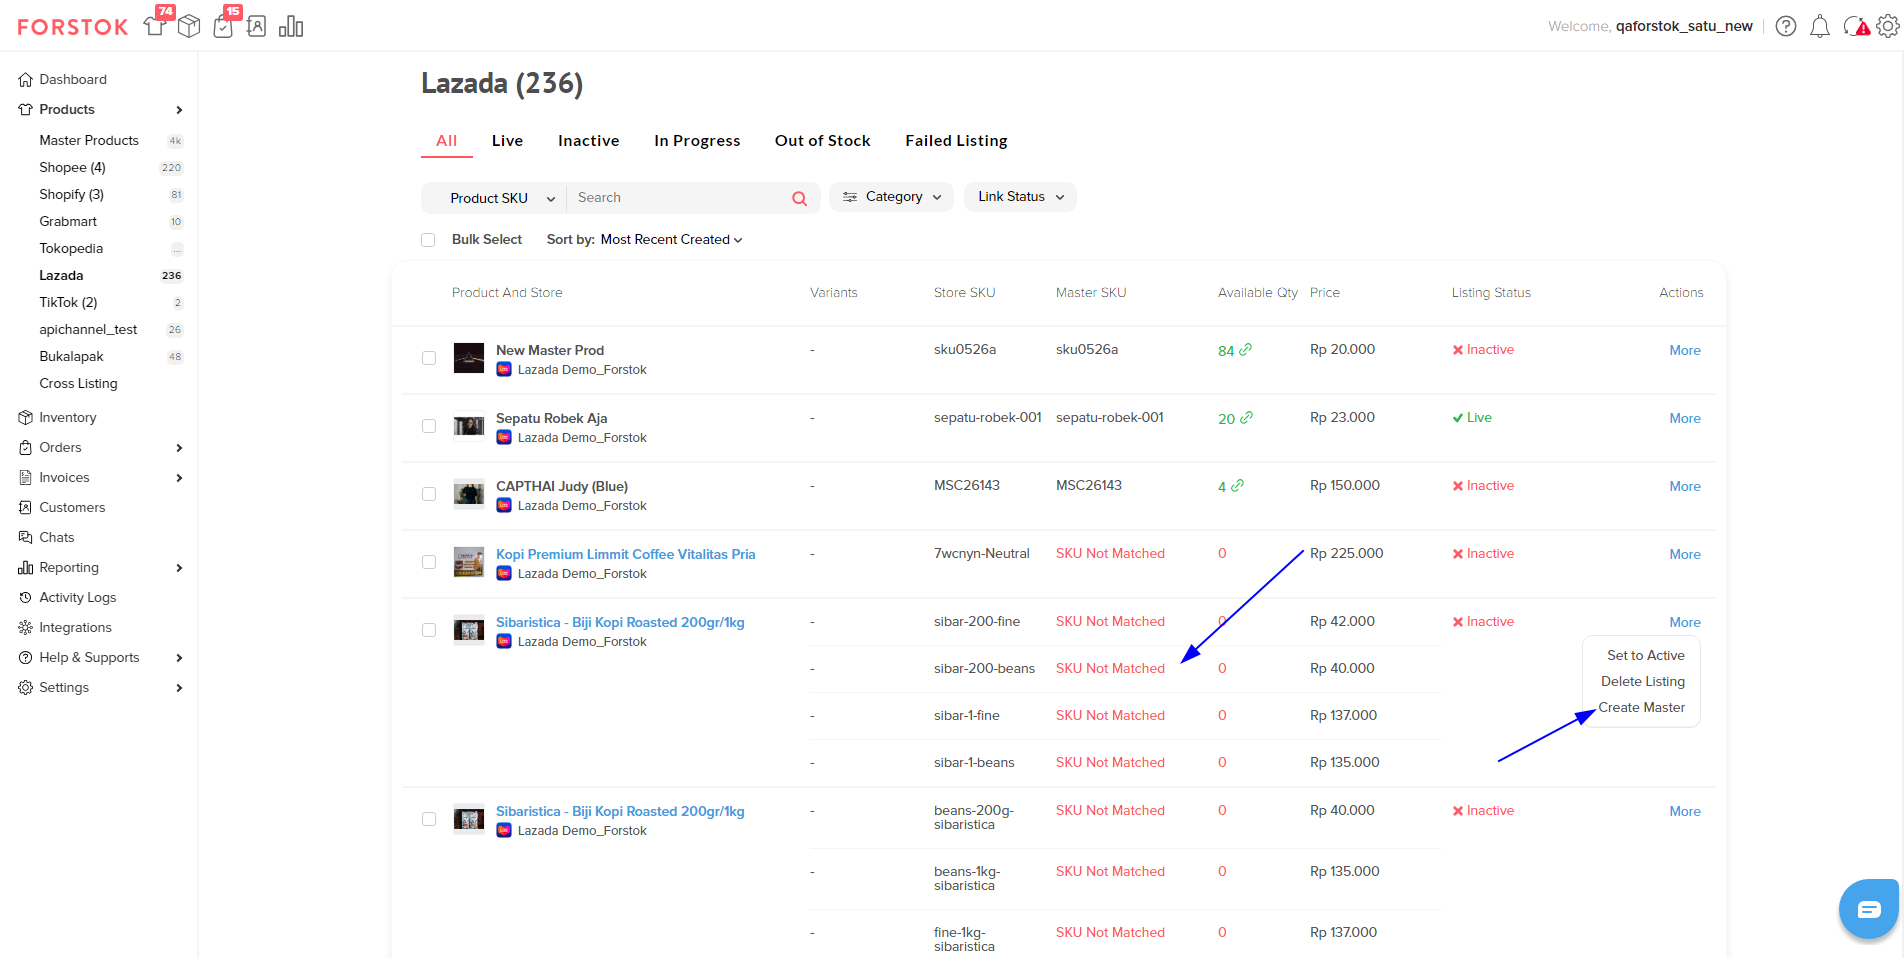 FORSTOK
74
15
Welcome, qaforstok_satu_new
Dashboard
Products
Master Products 4k
Shopee (4) 220
Shopify (3) 81
Grabmart 10
Tokopedia ...
Lazada 236
TikTok (2) 2
apichannel_test 26
Bukalapak 48
Cross Listing
Inventory
Orders
Invoices
Customers
Chats
Reporting
Activity Logs
Integrations
Help & Supports
Settings
Lazada (236)
All Live Inactive In Progress Out of Stock Failed Listing
Product SKU Search Category Link Status
Bulk Select Sort by: Most Recent Created
Product And Store Variants Store SKU Master SKU Available Qty Price Listing Status Actions
New Master Prod - sku0526a sku0526a 84 Rp 20.000 Inactive More
Lazada Demo_Forstok
Sepatu Robek Aja - sepatu-robek-001 sepatu-robek-001 20 Rp 23.000 Live More
Lazada Demo_Forstok
CAPTHAI Judy (Blue) - MSC26143 MSC26143 4 Rp 150.000 Inactive More
Lazada Demo_Forstok
Kopi Premium Limmit Coffee Vitalitas Pria - 7wcnyn-Neutral SKU Not Matched 0 Rp 225.000 Inactive More
Lazada Demo_Forstok
Sibaristica - Biji Kopi Roasted 200gr/1kg - sibar-200-fine SKU Not Matched 0 Rp 42.000 Inactive More
Lazada Demo_Forstok
Set to Active
- sibar-200-beans SKU Not Matched 0 Rp 40.000
Delete Listing
Create Master
- sibar-1-fine SKU Not Matched 0 Rp 137.000
- sibar-1-beans SKU Not Matched 0 Rp 135.000
Sibaristica - Biji Kopi Roasted 200gr/1kg - beans-200g- SKU Not Matched 0 Rp 40.000 Inactive More
sibaristica
Lazada Demo_Forstok
- beans-1kg- SKU Not Matched 0 Rp 135.000
sibaristica
- fine-1kg- SKU Not Matched 0 Rp 137.000
sibaristica